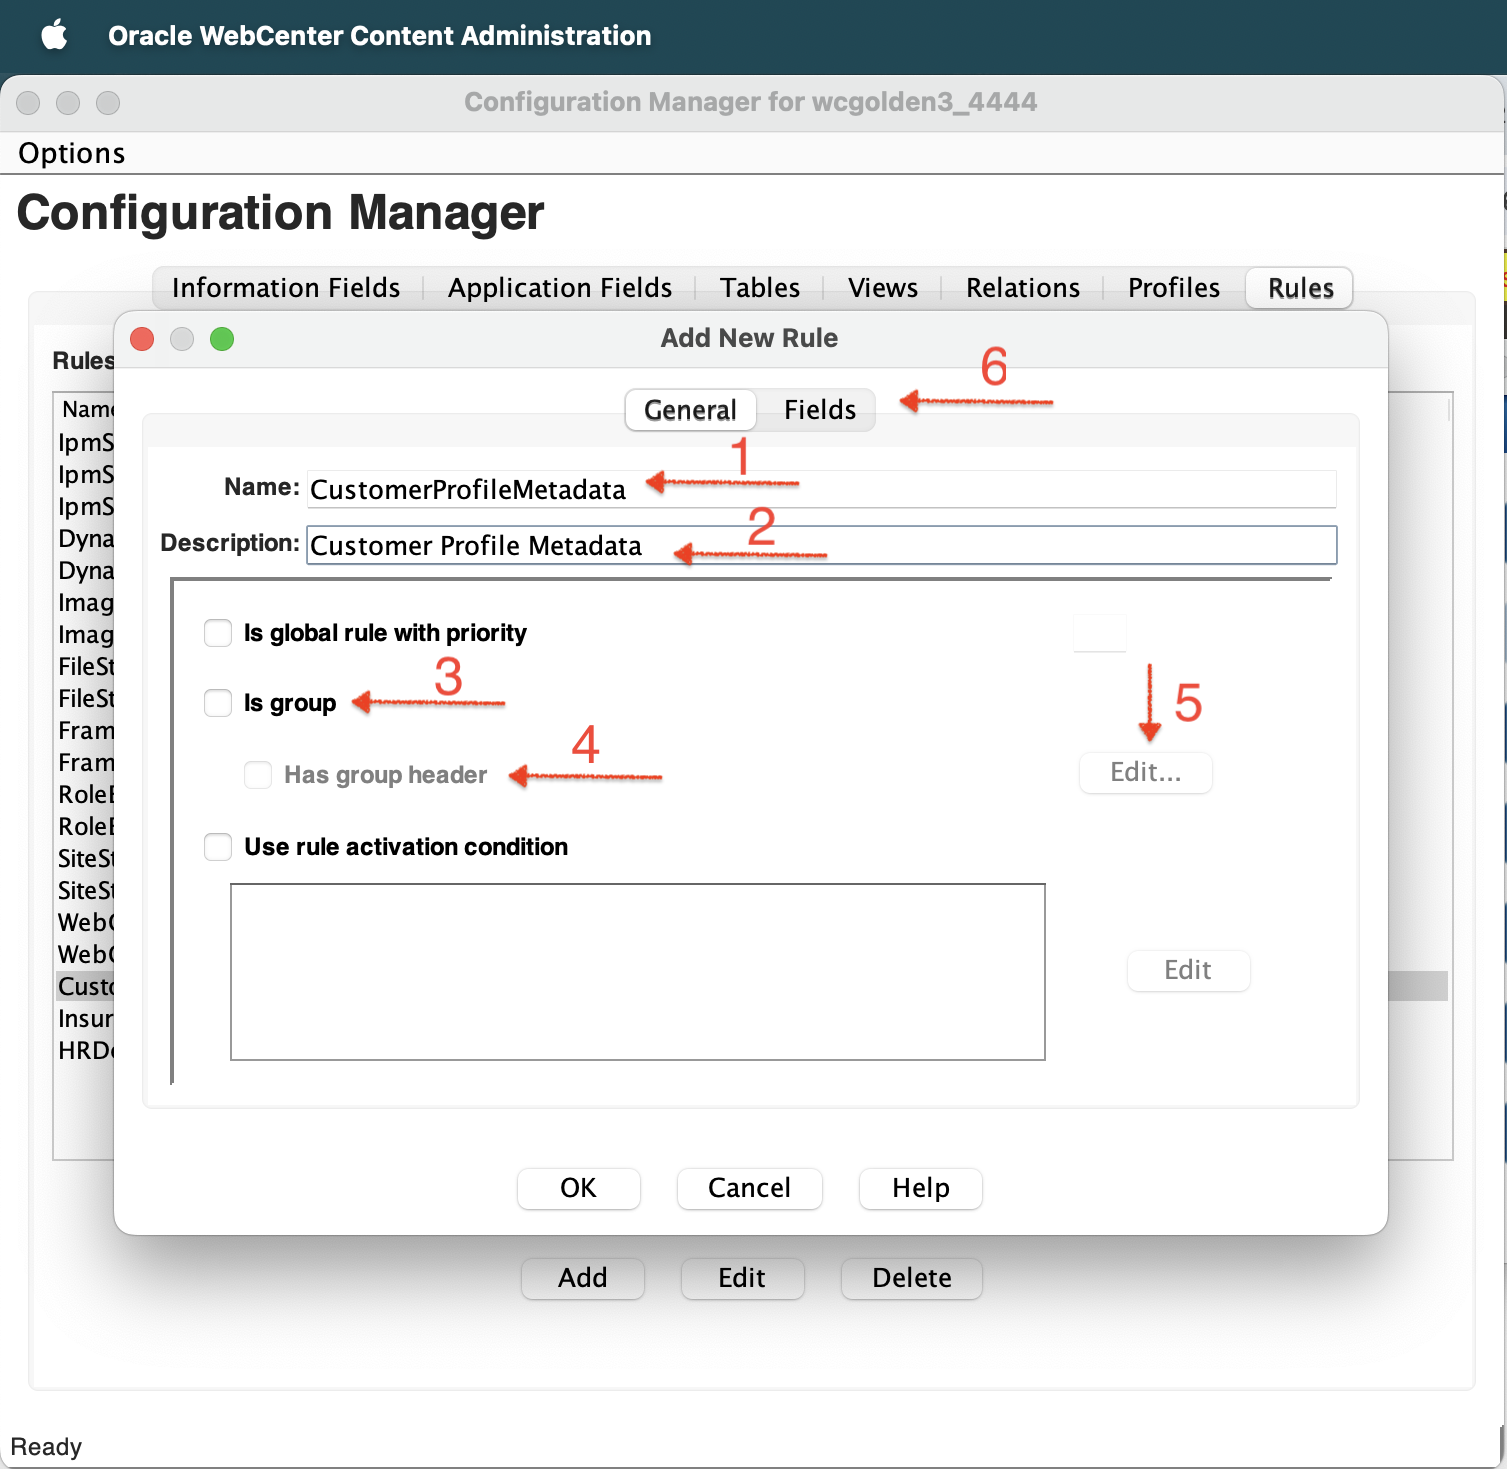 Oracle WebCenter Content Administration
Configuration Manager for wcgolden3_4444
Options
Configuration Manager
Information Fields Application Fields Tables Views Relations Profiles Rules
Add New Rule
Rules
6
General Fields
Name
1
Name: CustomerProfileMetadata
IpmS
IpmS
IpmS
2
Description: Customer Profile Metadata
Dyna
Dyna
Imag
Imag
Is global rule with priority
FileSt
FileSt
3
Is group
5
Fram
Fram
4
Has group header
Edit...
RoleE
RoleE
Use rule activation condition
SiteSt
SiteSt
WebC
WebC
Edit
Custo
Insur
HRDo
OK Cancel Help
Add Edit Delete
Ready